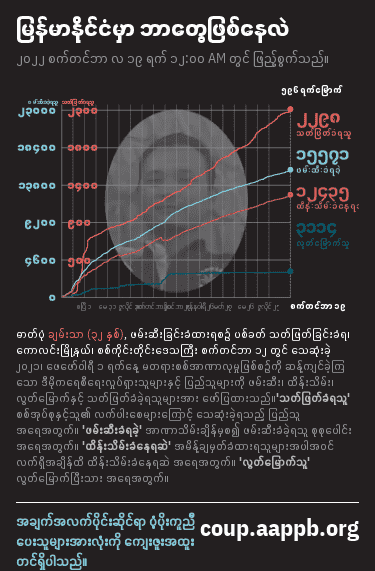 မြန်မာနိုင်ငံမှာ ဘာတွေဖြစ်နေလဲ
၂၀၂၂ စက်တင်ဘာ လ ၁၉ ရက် ၁၂:၀၀ AM တွင် ဖြည့်စွက်သည်။
၅၉၆ ရက်မြောက်
၂၃၀၀၀
၂၃၀၀
၂၂၉၈
သတ်ဖြတ်ခံရသူ
၁၈၄၀၀
၁၅၅၇၁
ဖမ်းဆီးခံရခဲ့
၁၃၈၀၀
၁၂၄၃၅
ထိန်းသိမ်းခံနေရဆဲ
၉၂၀၀
၃၁၁၄
လွတ်မြောက်သူ
၄၆၀၀
၀
စက်တင်ဘာ ၁၉
ဓာတ်ပုံ ချမ်းသာ (၃၂ နှစ်), ဖမ်းဆီးခြင်းခံထားရစဉ် ပစ်ခတ် သတ်ဖြတ်ခြင်းခံရ၊
ကောလင်းမြို့နယ်၊ စစ်ကိုင်းတိုင်းဒေသကြီး စက်တင်ဘာ ၁၂ တွင် သေဆုံးခဲ့
၂၀၂၁၊ ဖေဖော်ဝါရီ ၁ ရက်နေ့ မတရားစစ်အာဏာလုမှုဖြစ်စဉ်ကို ဆန့်ကျင်ခဲ့ကြ
သော ဒီမိုကရေစီရေးလှုပ်ရှားသူများနှင့် ပြည်သူများကို ဖမ်းဆီး၊ ထိန်းသိမ်း၊
လွတ်မြောက်နှင့် သတ်ဖြတ်ခံခဲ့ရသူများအား ဖော်ပြထားသည်။'သတ်ဖြတ်ခံရသူ'
စစ်အုပ်စုနှင့်သူ၏ လက်ပါးစေများကြောင့် သေဆုံးခဲ့ရသည့် ပြည်သူ
အရေအတွက်။ 'ဖမ်းဆီးခံရခဲ့' အာဏာသိမ်းချိန်မှစ၍ ဖမ်းဆီးခံခဲ့ရသူ စုစုပေါင်း
အရေအတွက်။ 'ထိန်းသိမ်းခံနေရဆဲ' အမိန့်ချမှတ်ခံထားရသူများအပါအဝင်
လက်ရှိအချိန်ထိ ထိန်းသိမ်းခံနေရဆဲ အရေအတွက်။ 'လွတ်မြောက်သူ'
လွတ်မြောက်ပြီးသား အရေအတွက်။
အချက်အလက်ပိုင်းဆိုင်ရာ ပံ့ပိုးကူညီ
ပေးသူများအားလုံးကို ကျေးဇူးအထူး
တင်ရှိပါသည်။
coup.aappb.org